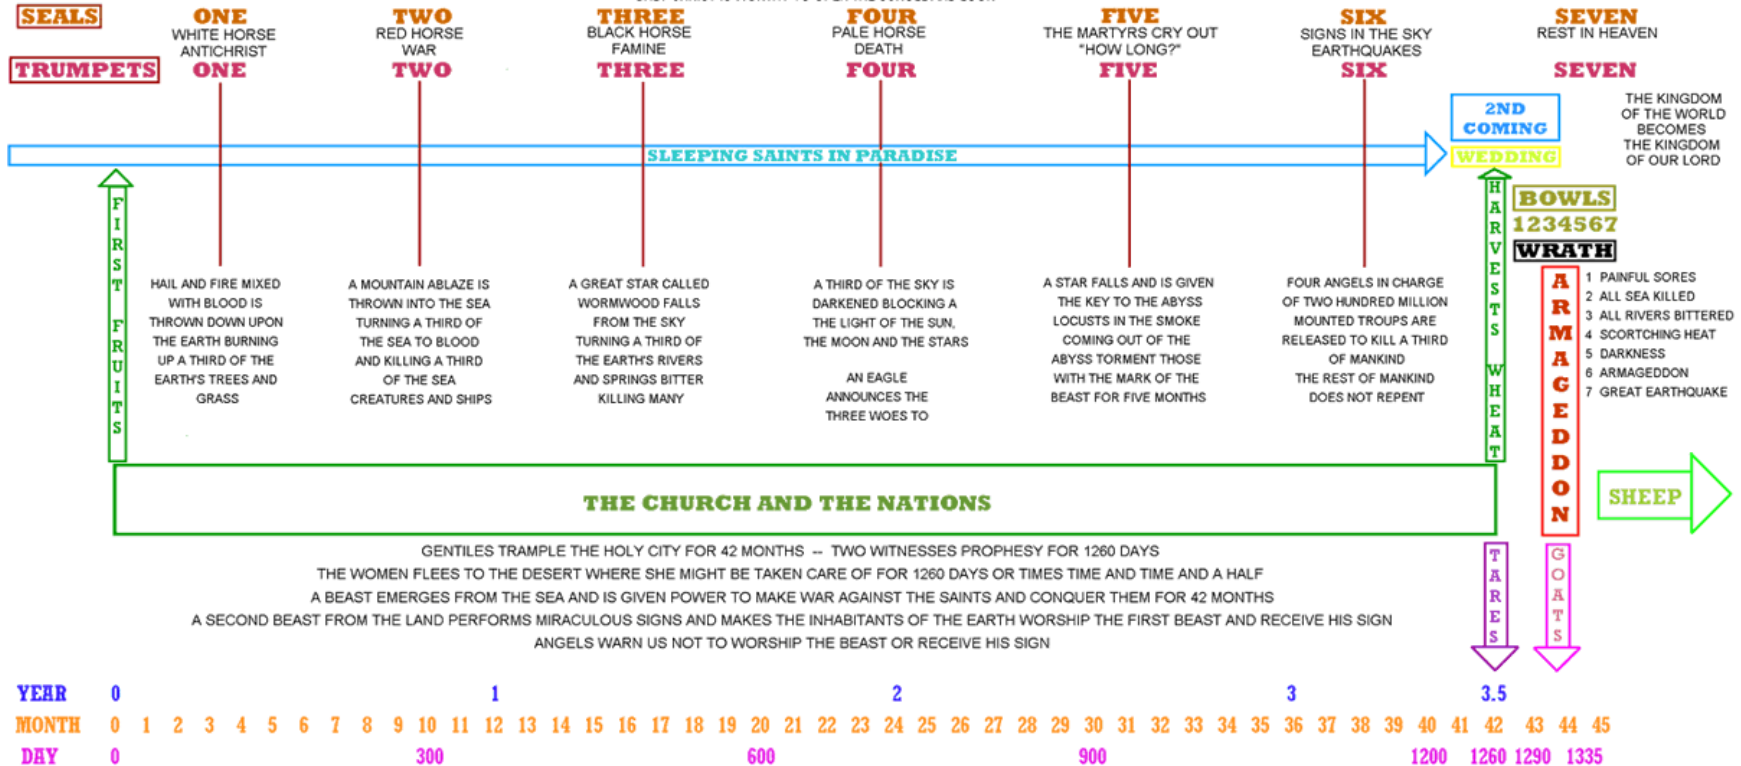 SEALS ONE TWO THREE FOUR FIVE SIX SEVEN
WHITE HORSE
ANTICHRIST
RED HORSE
WAR
BLACK HORSE
FAMINE
PALE HORSE
DEATH
THE MARTYRS CRY OUT
"HOW LONG?"
SIGNS IN THE SKY
EARTHQUAKES
REST IN HEAVEN
TRUMPETS ONE TWO THREE FOUR FIVE SIX SEVEN
2ND
COMING
THE KINGDOM
OF THE WORLD
BECOMES
THE KINGDOM
OF OUR LORD
SLEEPING SAINTS IN PARADISE
WEDDING
FIRST FRUITS
HAIL AND FIRE MIXED
WITH BLOOD IS
THROWN DOWN UPON
THE EARTH BURNING
UP A THIRD OF THE
EARTH'S TREES AND
GRASS
A MOUNTAIN ABLAZE IS
THROWN INTO THE SEA
TURNING A THIRD OF
THE SEA TO BLOOD
AND KILLING A THIRD
OF THE SEA
CREATURES AND SHIPS
A GREAT STAR CALLED
WORMWOOD FALLS
FROM THE SKY
TURNING A THIRD OF
THE EARTH'S RIVERS
AND SPRINGS BITTER
KILLING MANY
A THIRD OF THE SKY IS
DARKENED BLOCKING A
THE LIGHT OF THE SUN,
THE MOON AND THE STARS
AN EAGLE
ANNOUNCES THE
THREE WOES TO
A STAR FALLS AND IS GIVEN
THE KEY TO THE ABYSS
LOCUSTS IN THE SMOKE
COMING OUT OF THE
ABYSS TORMENT THOSE
WITH THE MARK OF THE
BEAST FOR FIVE MONTHS
FOUR ANGELS IN CHARGE
OF TWO HUNDRED MILLION
MOUNTED TROUPS ARE
RELEASED TO KILL A THIRD
OF MANKIND
THE REST OF MANKIND
DOES NOT REPENT
HARVESTS WHEAT
BOWLS
1234567
WRATH
ARMAGEDDON
1 PAINFUL SORES
2 ALL SEA KILLED
3 ALL RIVERS BITTERED
4 SCORTCHING HEAT
5 DARKNESS
6 ARMAGEDDON
7 GREAT EARTHQUAKE
THE CHURCH AND THE NATIONS
SHEEP
GENTILES TRAMPLE THE HOLY CITY FOR 42 MONTHS -- TWO WITNESSES PROPHESY FOR 1260 DAYS
THE WOMEN FLEES TO THE DESERT WHERE SHE MIGHT BE TAKEN CARE OF FOR 1260 DAYS OR TIMES TIME AND TIME AND A HALF
A BEAST EMERGES FROM THE SEA AND IS GIVEN POWER TO MAKE WAR AGAINST THE SAINTS AND CONQUER THEM FOR 42 MONTHS
A SECOND BEAST FROM THE LAND PERFORMS MIRACULOUS SIGNS AND MAKES THE INHABITANTS OF THE EARTH WORSHIP THE FIRST BEAST AND RECEIVE HIS SIGN
ANGELS WARN US NOT TO WORSHIP THE BEAST OR RECEIVE HIS SIGN
TARES
GOATS
YEAR 0 1 2 3 3.5
MONTH 0 1 2 3 4 5 6 7 8 9 10 11 12 13 14 15 16 17 18 19 20 21 22 23 24 25 26 27 28 29 30 31 32 33 34 35 36 37 38 39 40 41 42 43 44 45
DAY 0 300 600 900 1200 1260 1290 1335